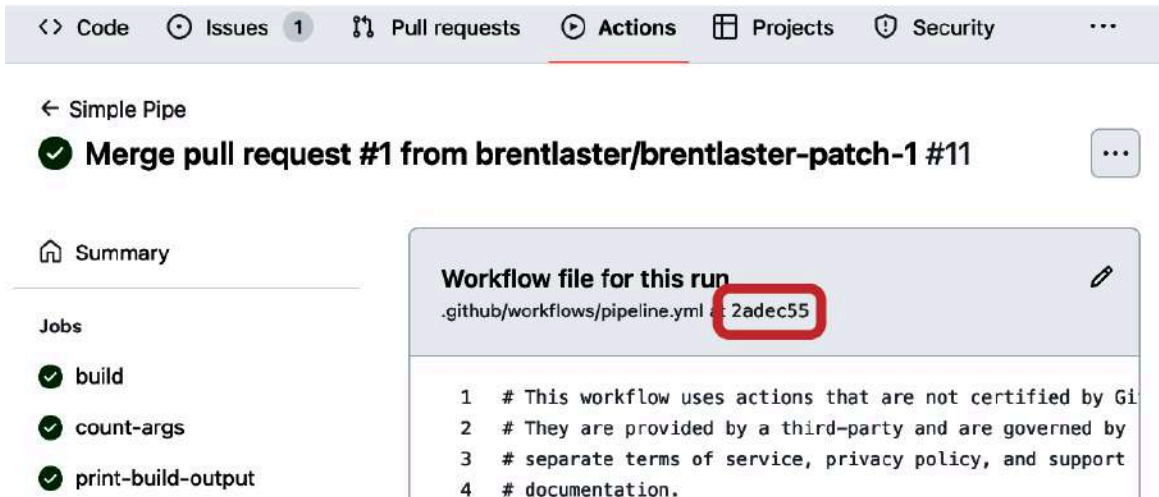 <> Code Issues 1 Pull requests Actions Projects Security ...
← Simple Pipe
Merge pull request #1 from brentlaster/brentlaster-patch-1 #11
...
Summary
Jobs
build
count-args
print-build-output
Workflow file for this run
.github/workflows/pipeline.yml at 2adec55
1 # This workflow uses actions that are not certified by Gi
2 # They are provided by a third-party and are governed by
3 # separate terms of service, privacy policy, and support
4 # documentation.